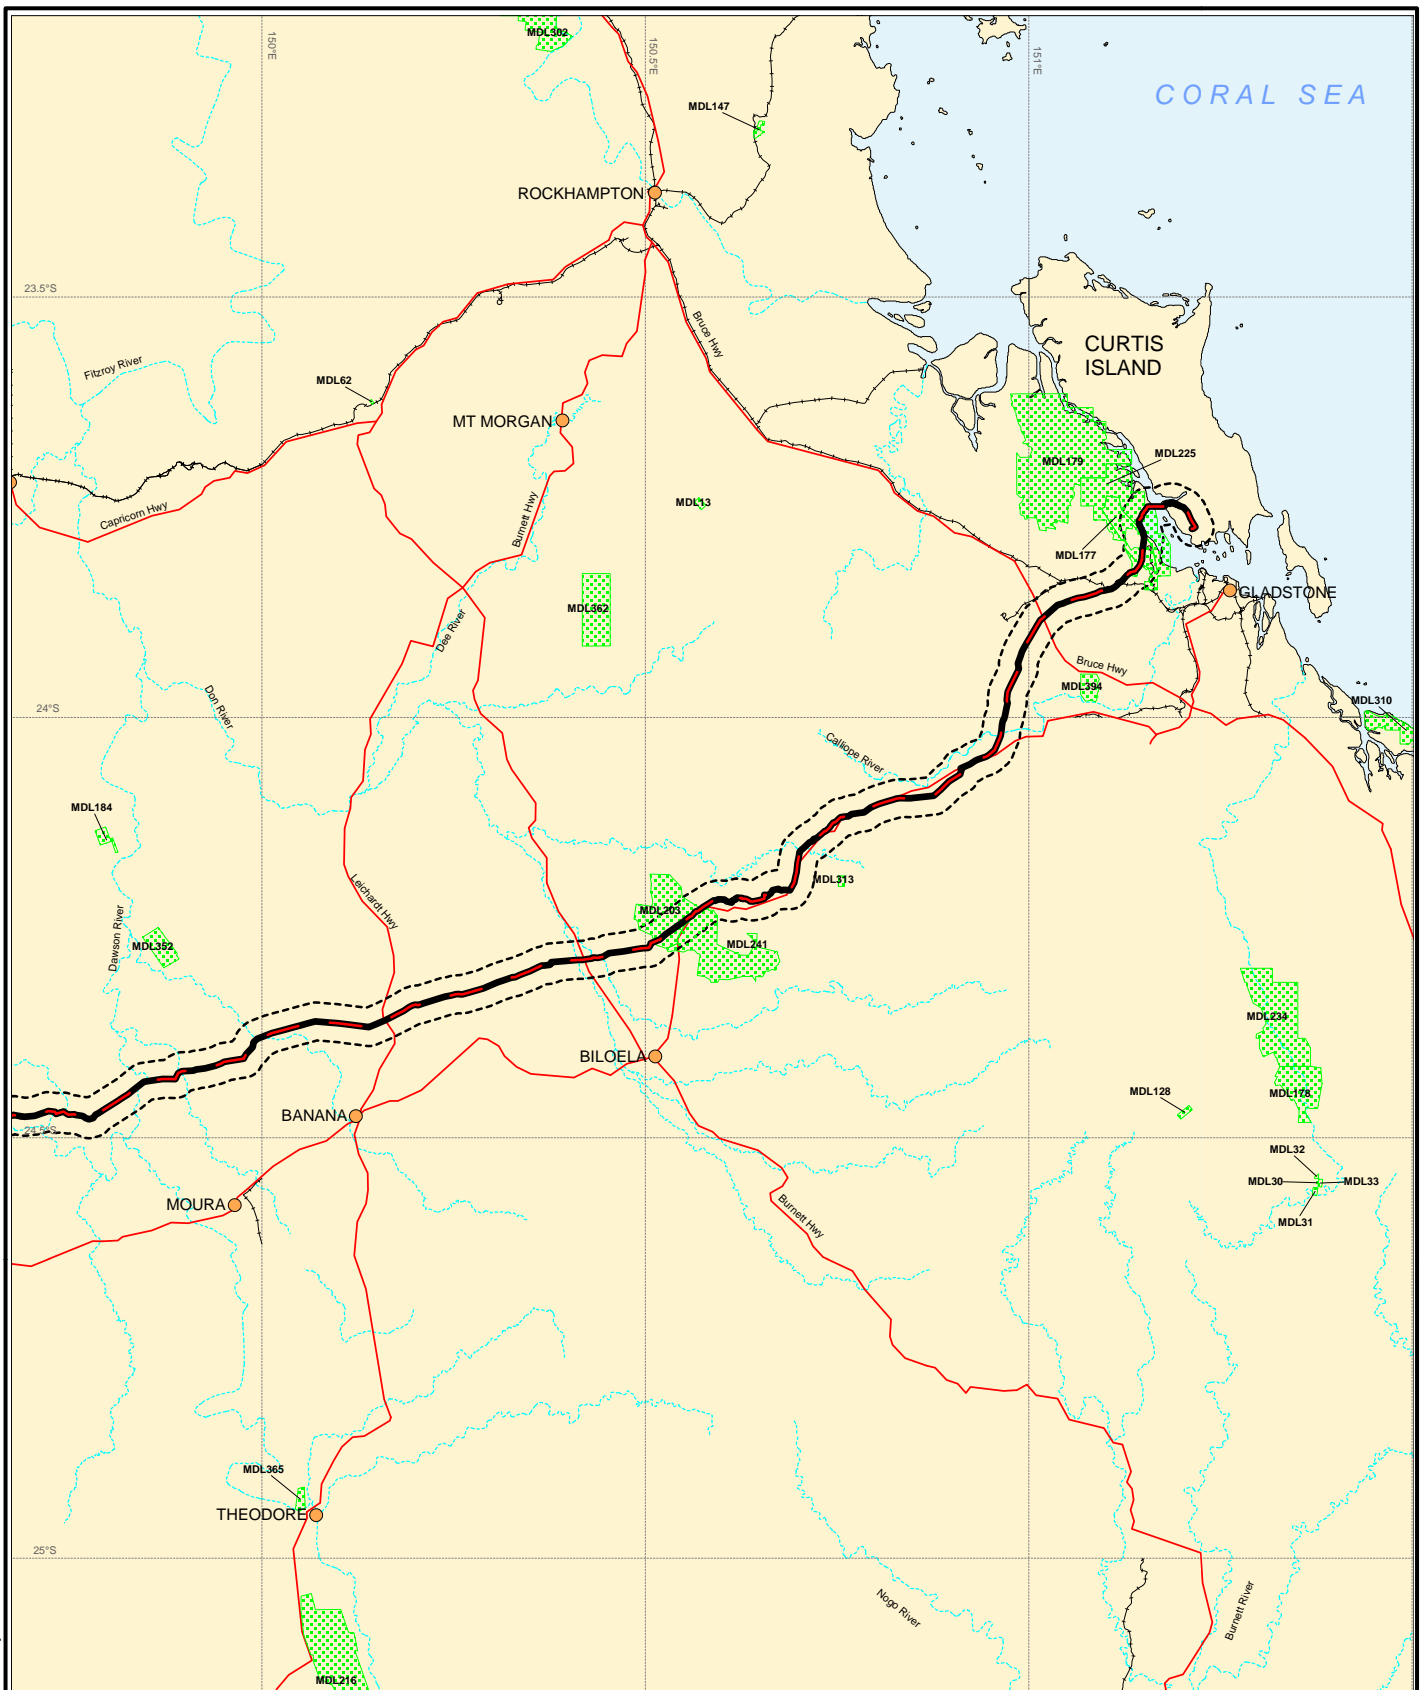 MDL302
150°E
150.5°E
151°E
CORAL SEA
MDL147
ROCKHAMPTON
23.5°S
Bruce Hwy
CURTIS
ISLAND
Fitzroy River
MDL62
MT MORGAN
MDL225
MDL179
Capricorn Hwy
Burnett Hwy
MDL13
MDL177
GLADSTONE
MDL362
Dee River
Bruce Hwy
MDL394
Don River
MDL310
24°S
Calliope River
MDL184
MDL313
Leichardt Hwy
MDL203
Dawson River
MDL352
MDL241
MDL234
BILOELA
MDL128
MDL178
BANANA
24.5°S
MDL32
MDL30
MDL33
MOURA
MDL31
Burnett Hwy
MDL365
THEODORE
25°S
Nogo River
Burnett River
MDL216